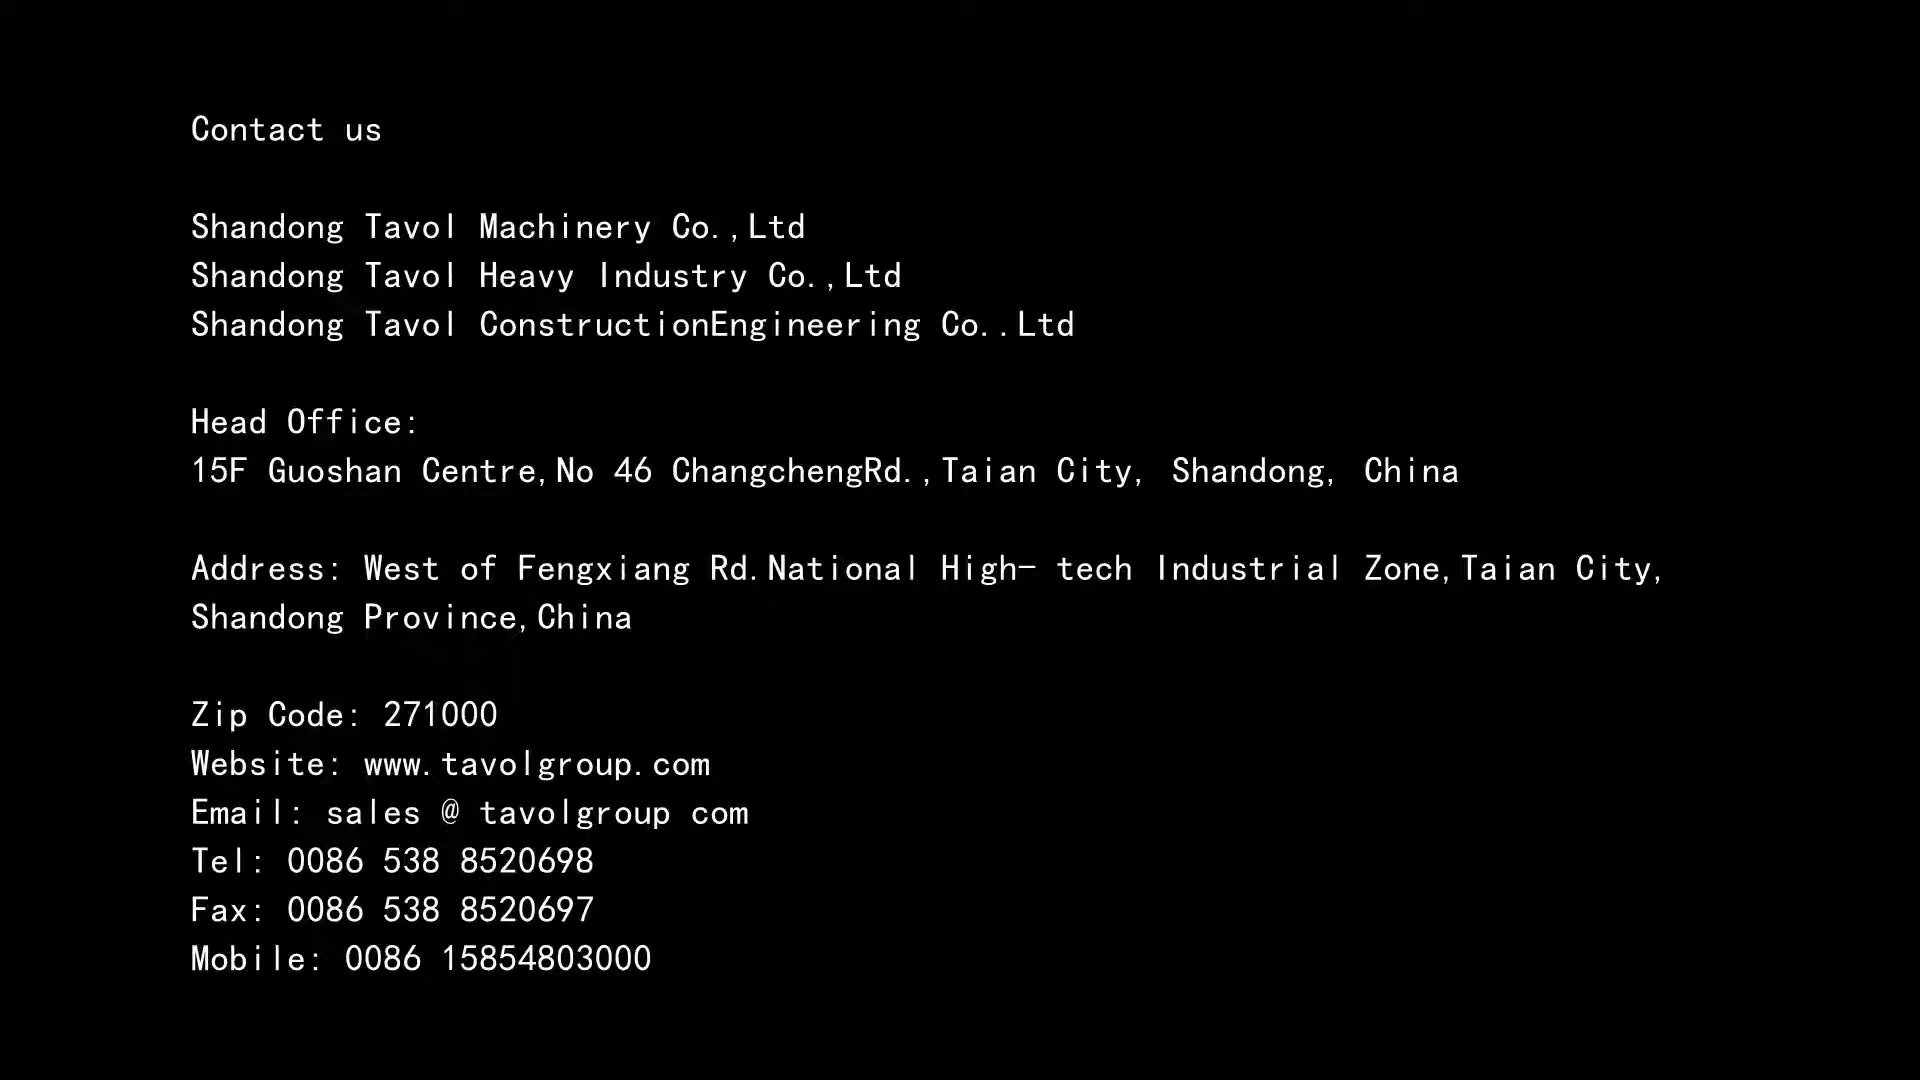 Contact us
Shandong Tavol Machinery Co.,Ltd
Shandong Tavol Heavy Industry Co.,Ltd
Shandong Tavol ConstructionEngineering Co..Ltd
Head Office:
15F Guoshan Centre,No 46 ChangchengRd.,Taian City, Shandong, China
Address: West of Fengxiang Rd.National High- tech Industrial Zone,Taian City,
Shandong Province,China
Zip Code: 271000
Website: www.tavolgroup.com
Email: sales @ tavolgroup com
Tel: 0086 538 8520698
Fax: 0086 538 8520697
Mobile: 0086 15854803000